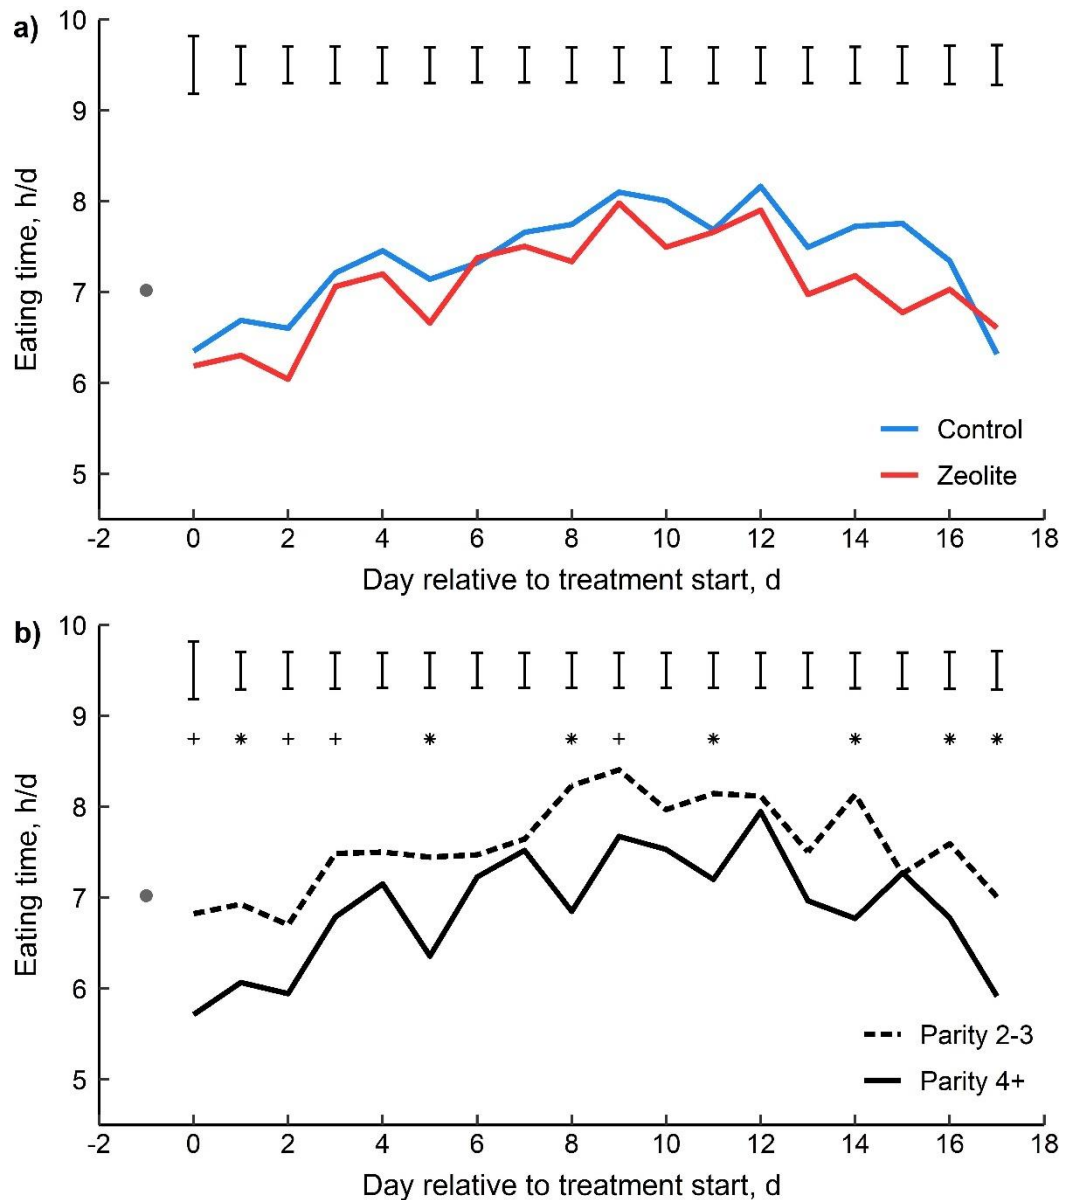 a)
10
9
8
7
6
5
Eating time, h/d
Control
Zeolite
-2 0 2 4 6 8 10 12 14 16 18
Day relative to treatment start, d
b)
10
9
8
7
6
5
Eating time, h/d
+ * + + * * + * * * *
Parity 2-3
Parity 4+
-2 0 2 4 6 8 10 12 14 16 18
Day relative to treatment start, d